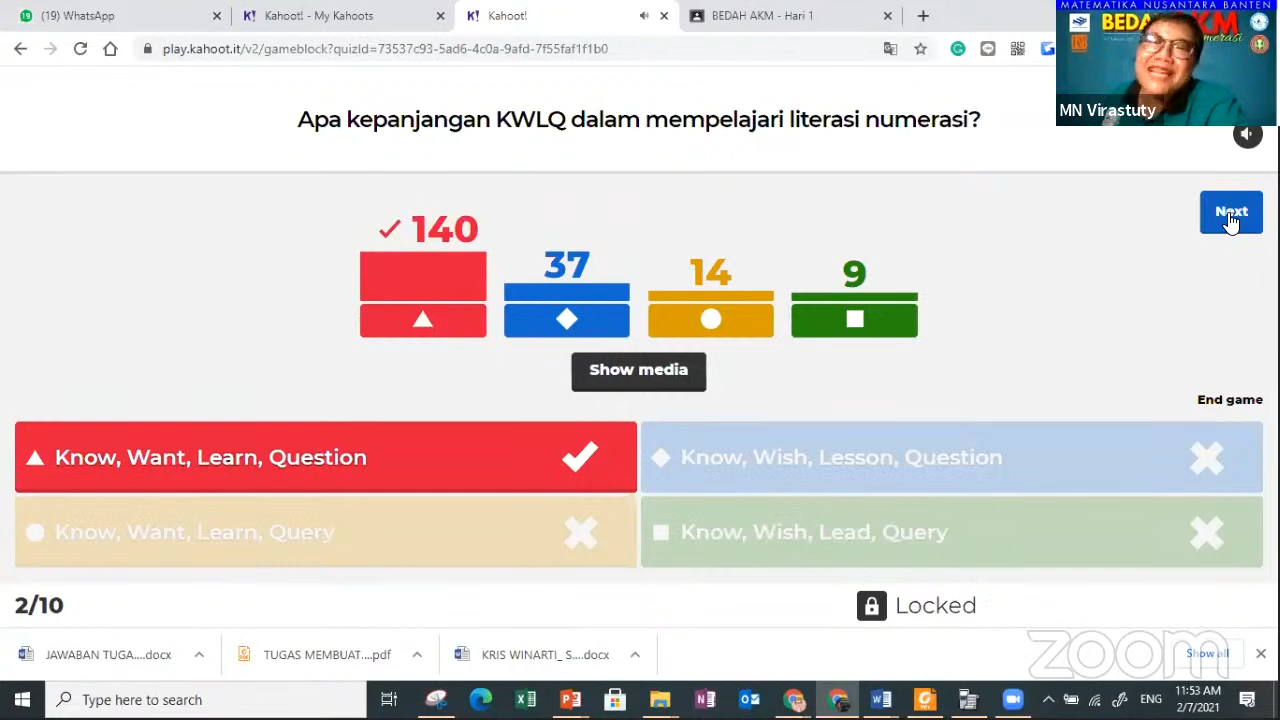 (19) WhatsApp
Kahoot! - My Kahoots
Kahoot!
BEDAH AKM - Hari 1
play.kahoot.it/v2/gameblock?quizId=73537c93-5ad6-4c0a-9afd-7f55faf1f1b0
MATEMATIKA NUSANTARA BANTEN
MN Virastuty
Apa kepanjangan KWLQ dalam mempelajari literasi numerasi?
Next
140
37
14
9
Show media
End game
Know, Want, Learn, Question
Know, Wish, Lesson, Question
Know, Want, Learn, Query
Know, Wish, Lead, Query
2/10
Locked
zoom
JAWABAN TUGA....docx
TUGAS MEMBUAT....pdf
KRIS WINARTI_ S....docx
Show all
Type here to search
ENG
11:53 AM
2/7/2021